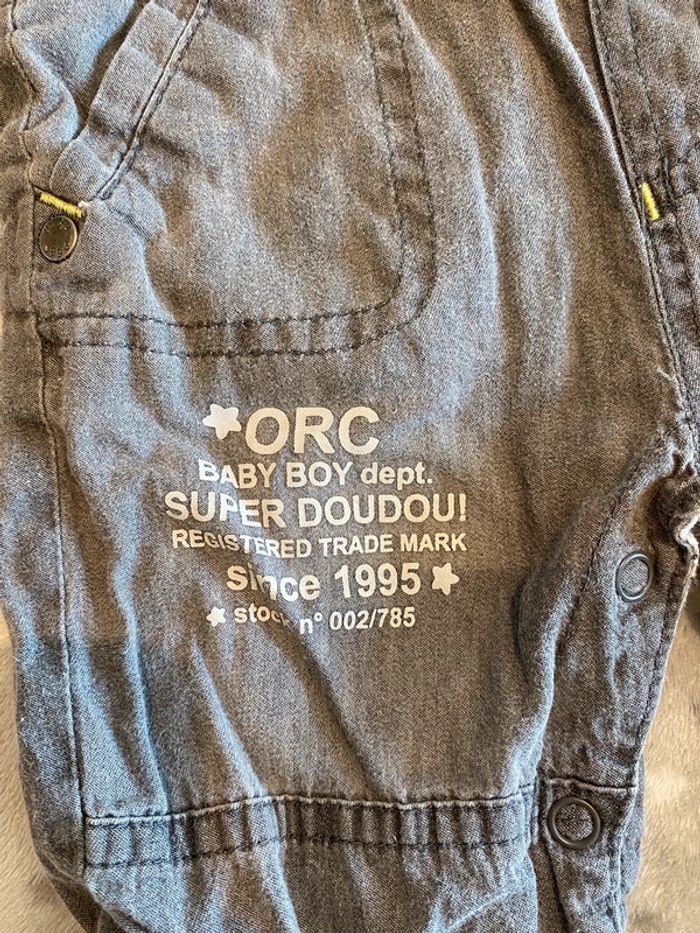 ORC
BABY BOY dept.
SUPER DOUDOU!
REGISTERED TRADE MARK
since 1995
stock n° 002/785